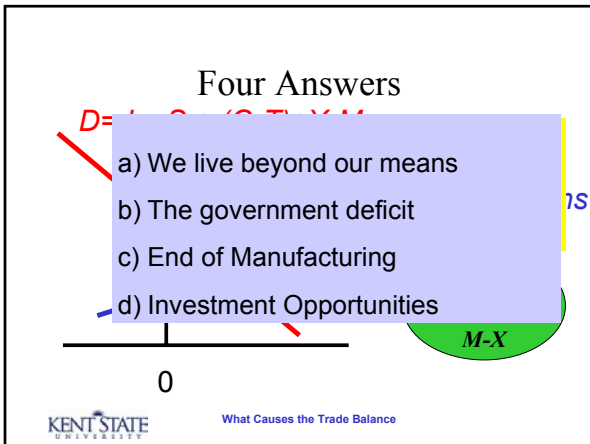 Four Answers
D=
a) We live beyond our means
b) The government deficit
ns
c) End of Manufacturing
d) Investment Opportunities
M-X
0
KENT STATE
UNIVERSITY
What Causes the Trade Balance